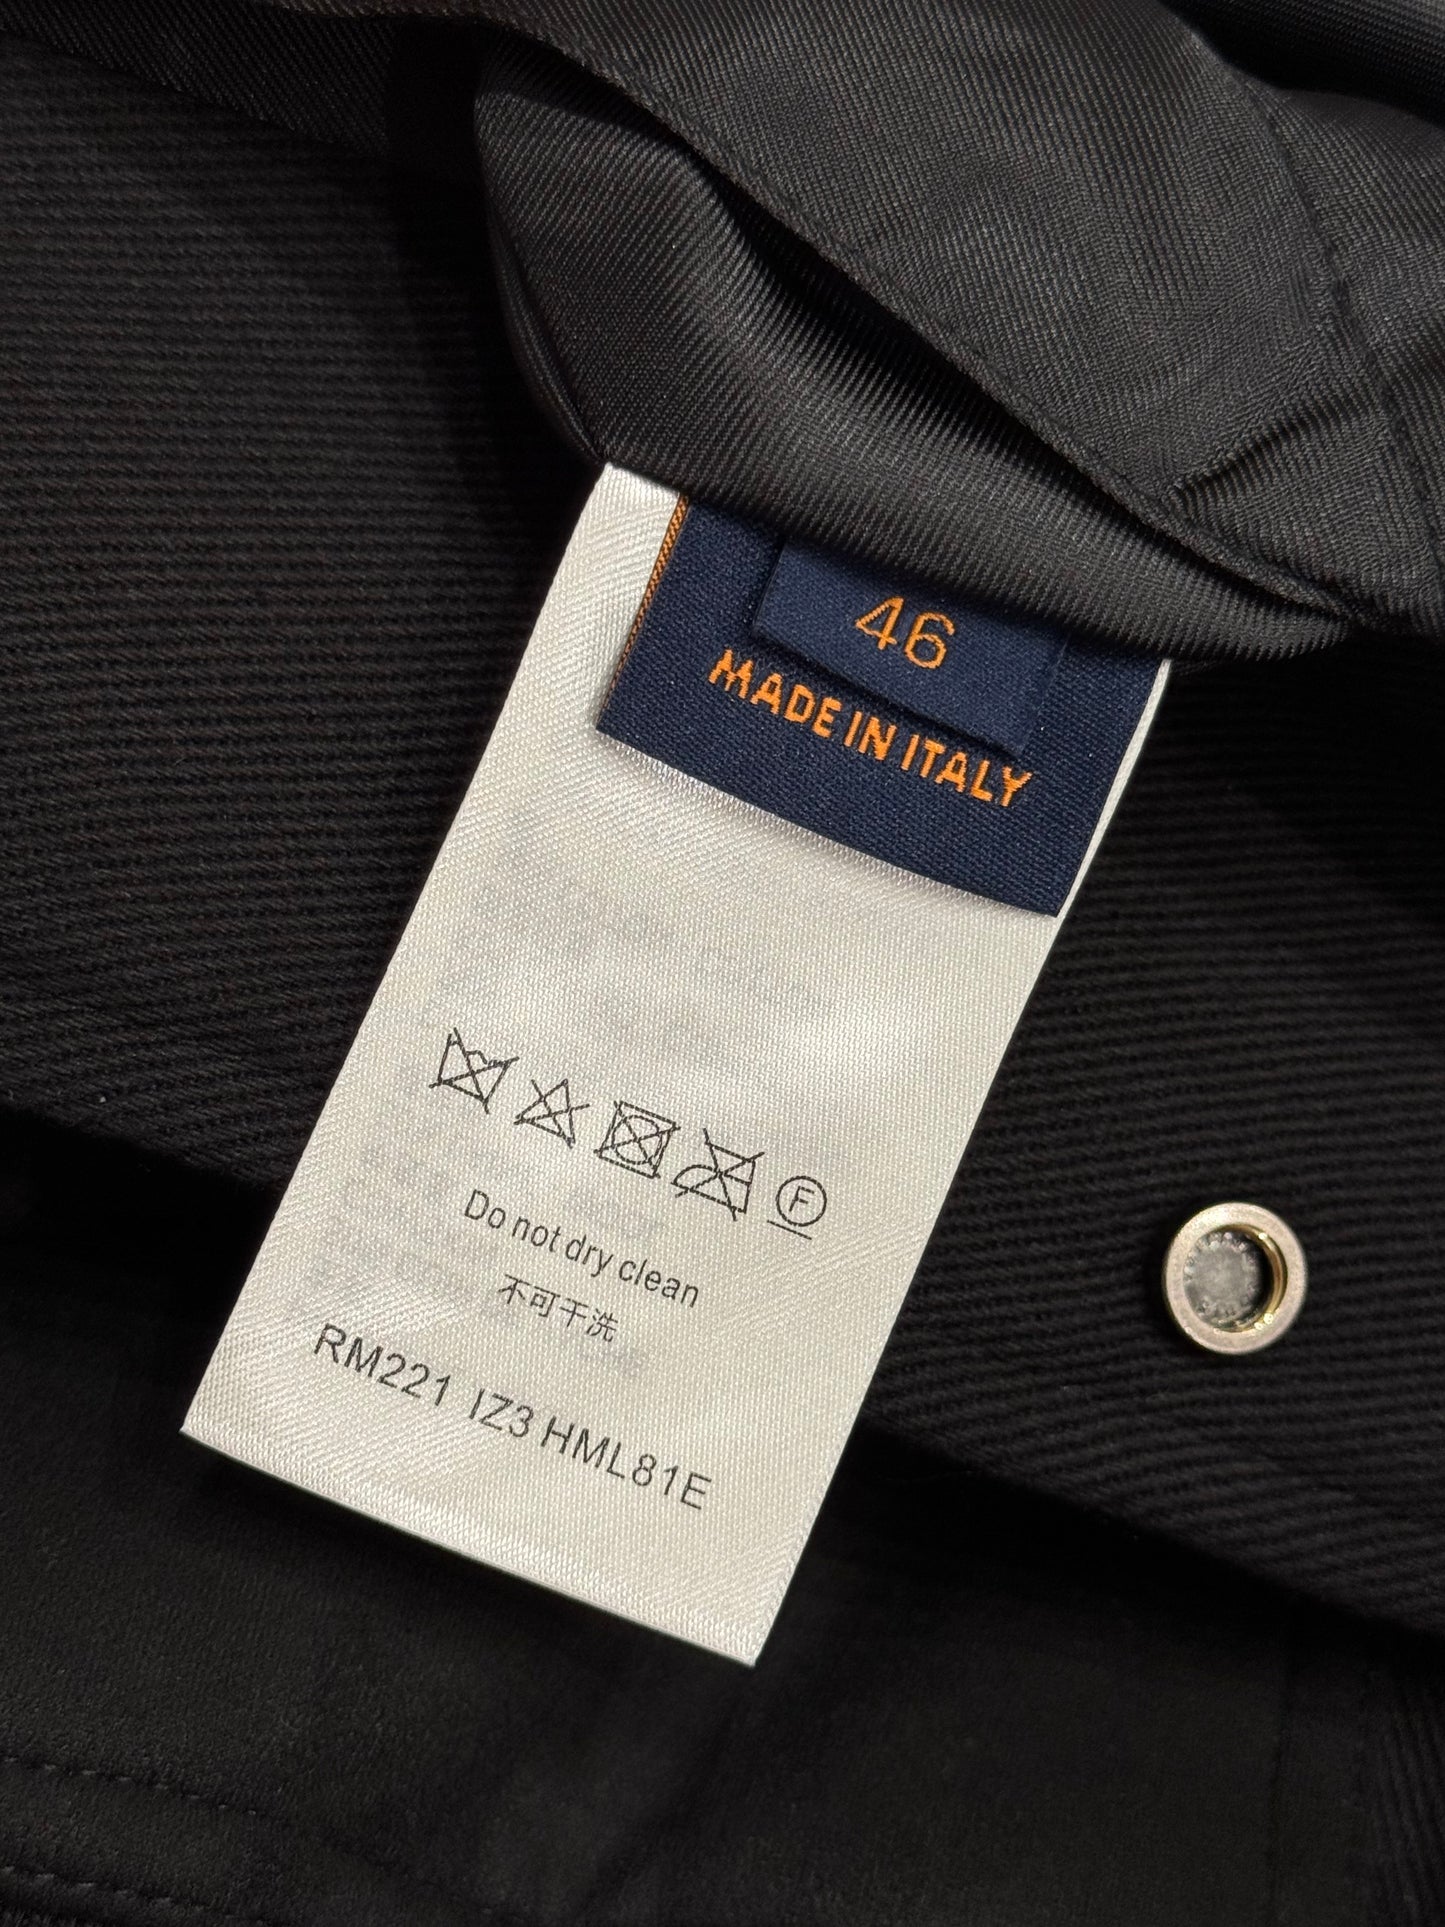 46
MADE IN ITALY
F
Do not dry clean
不可干洗
RM221 IZ3 HML81E